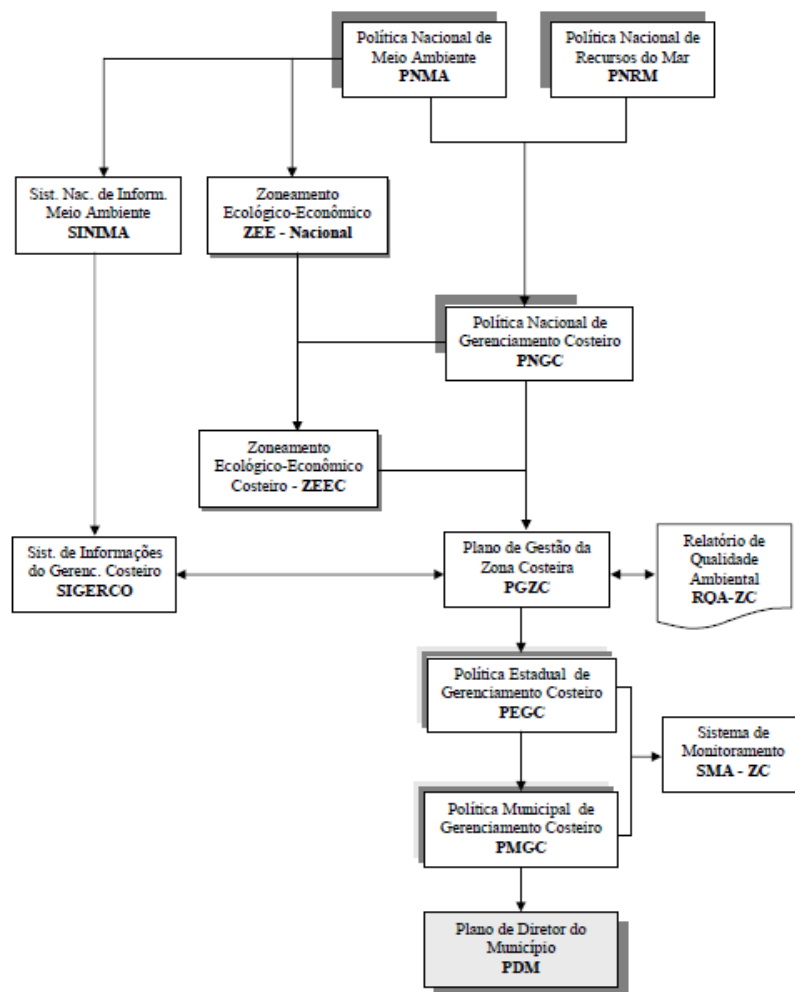 Política Nacional de
Meio Ambiente
PNMA
Política Nacional de
Recursos do Mar
PNRM
Sist. Nac. de Inform.
Meio Ambiente
SINIMA
Zoneamento
Ecológico-Econômico
ZEE - Nacional
Política Nacional de
Gerenciamento Costeiro
PNGC
Zoneamento
Ecológico-Econômico
Costeiro - ZEEC
Sist. de Informações
do Gerenc. Costeiro
SIGERCO
Plano de Gestão da
Zona Costeira
PGZC
Relatório de
Qualidade
Ambiental
RQA-ZC
Política Estadual de
Gerenciamento Costeiro
PEGC
Sistema de
Monitoramento
SMA - ZC
Política Municipal de
Gerenciamento Costeiro
PMGC
Plano de Diretor do
Município
PDM